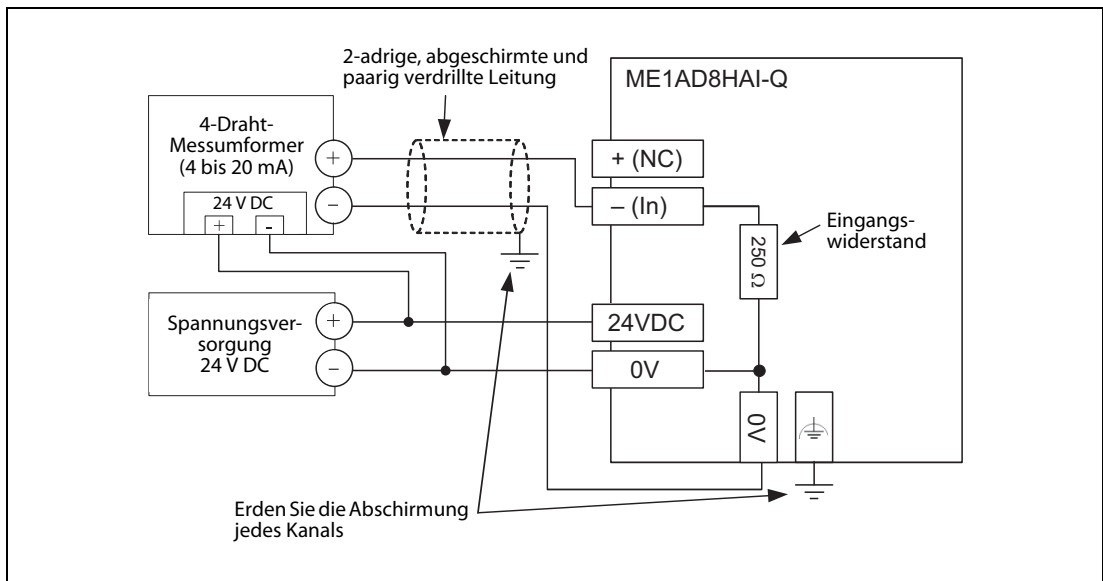 2-adrige, abgeschirmte und
paarig verdrillte Leitung
ME1AD8HAI-Q
4-Draht-
Messumformer
(4 bis 20 mA)
+
–
24 V DC
+
-
+ (NC)
– (In)
250 Ω
Eingangs-
widerstand
Spannungsver-
sorgung
24 V DC
+
–
24VDC
0V
0V
Erden Sie die Abschirmung
jedes Kanals